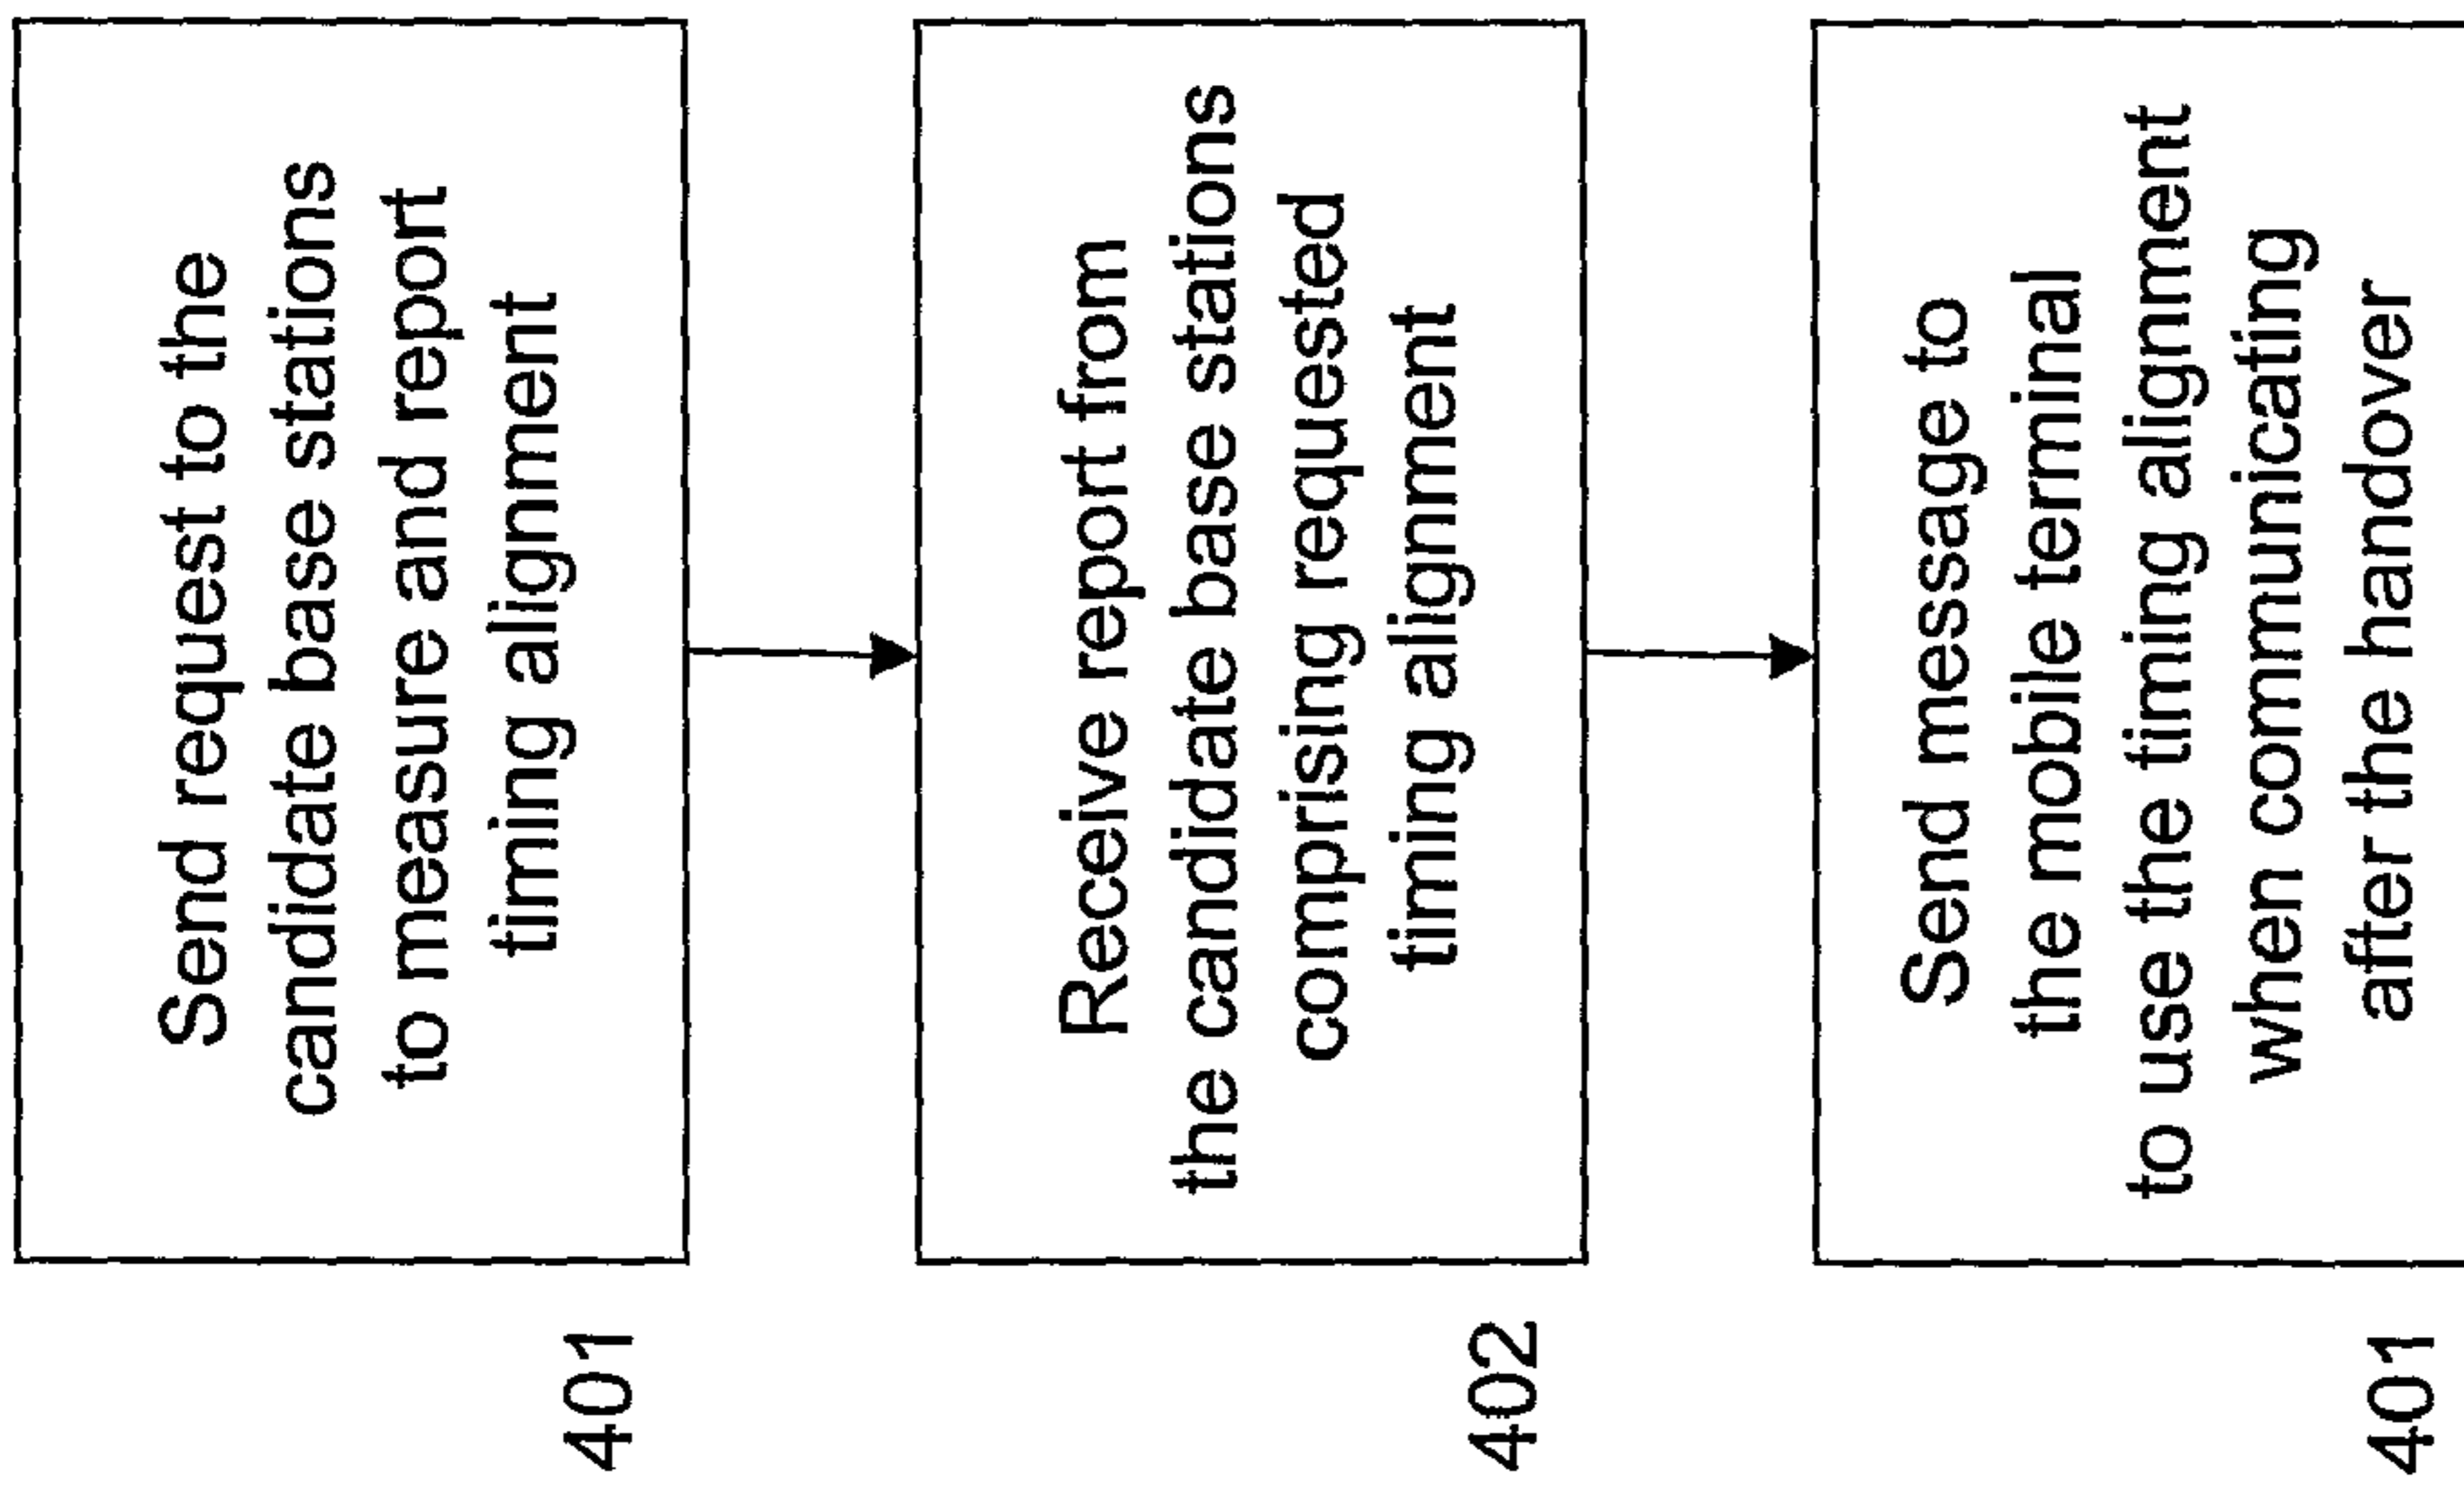 Send request to the
candidate base stations
to measure and report
timing alignment
401
Receive report from
the candidate base stations
comprising requested
timing alignment
402
Send message to
the mobile terminal
to use the timing alignment
when communicating
after the handover
401